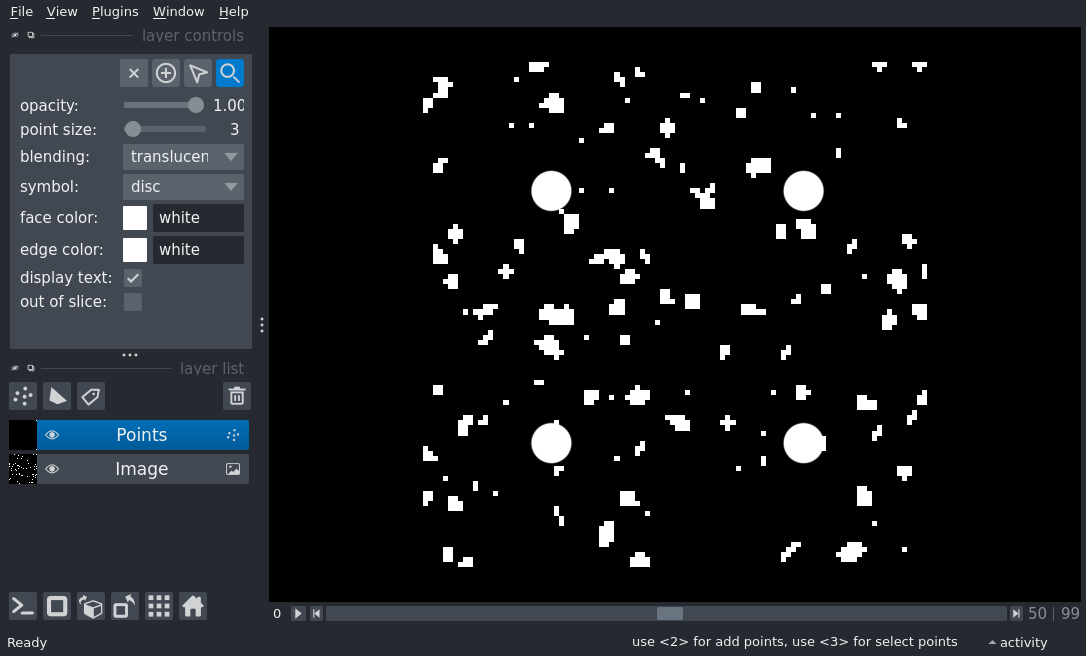 File View Plugins Window Help
layer controls
opacity: 1.00
point size: 3
blending: translucen
symbol: disc
face color: white
edge color: white
display text:
out of slice:
layer list
Points
Image
0 50 | 99
Ready use <2> for add points, use <3> for select points activity